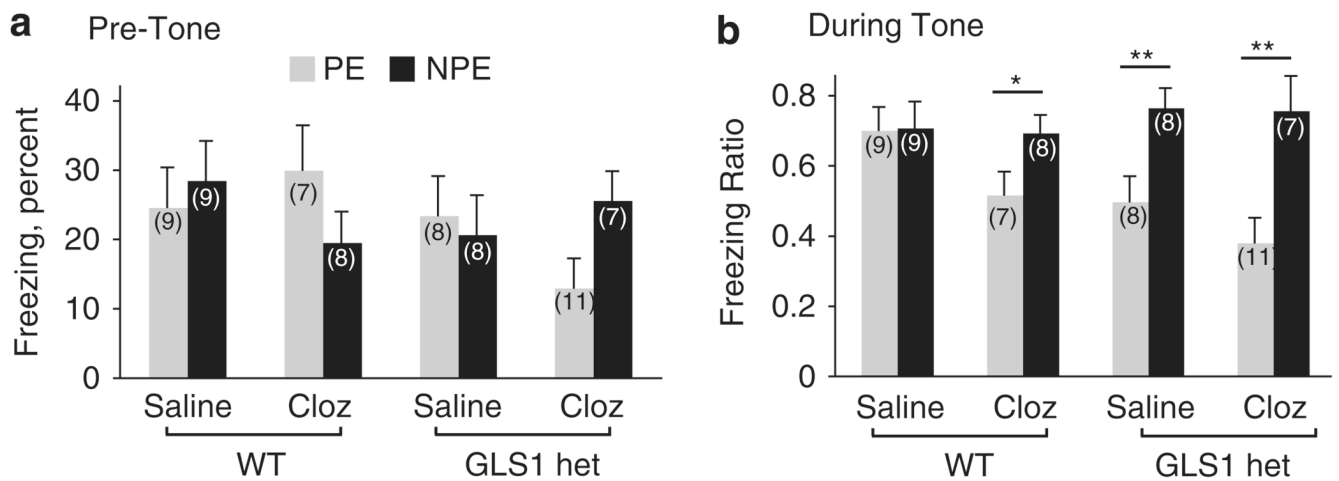 a Pre-Tone
PE NPE
Freezing, percent
40
30
20
10
0
(9) (9) (7) (8) (8) (8) (11) (7)
Saline Cloz Saline Cloz
WT GLS1 het
b During Tone
* ** **
Freezing Ratio
0.8
0.6
0.4
0.2
0
(9) (9) (7) (8) (8) (8) (11) (7)
Saline Cloz Saline Cloz
WT GLS1 het